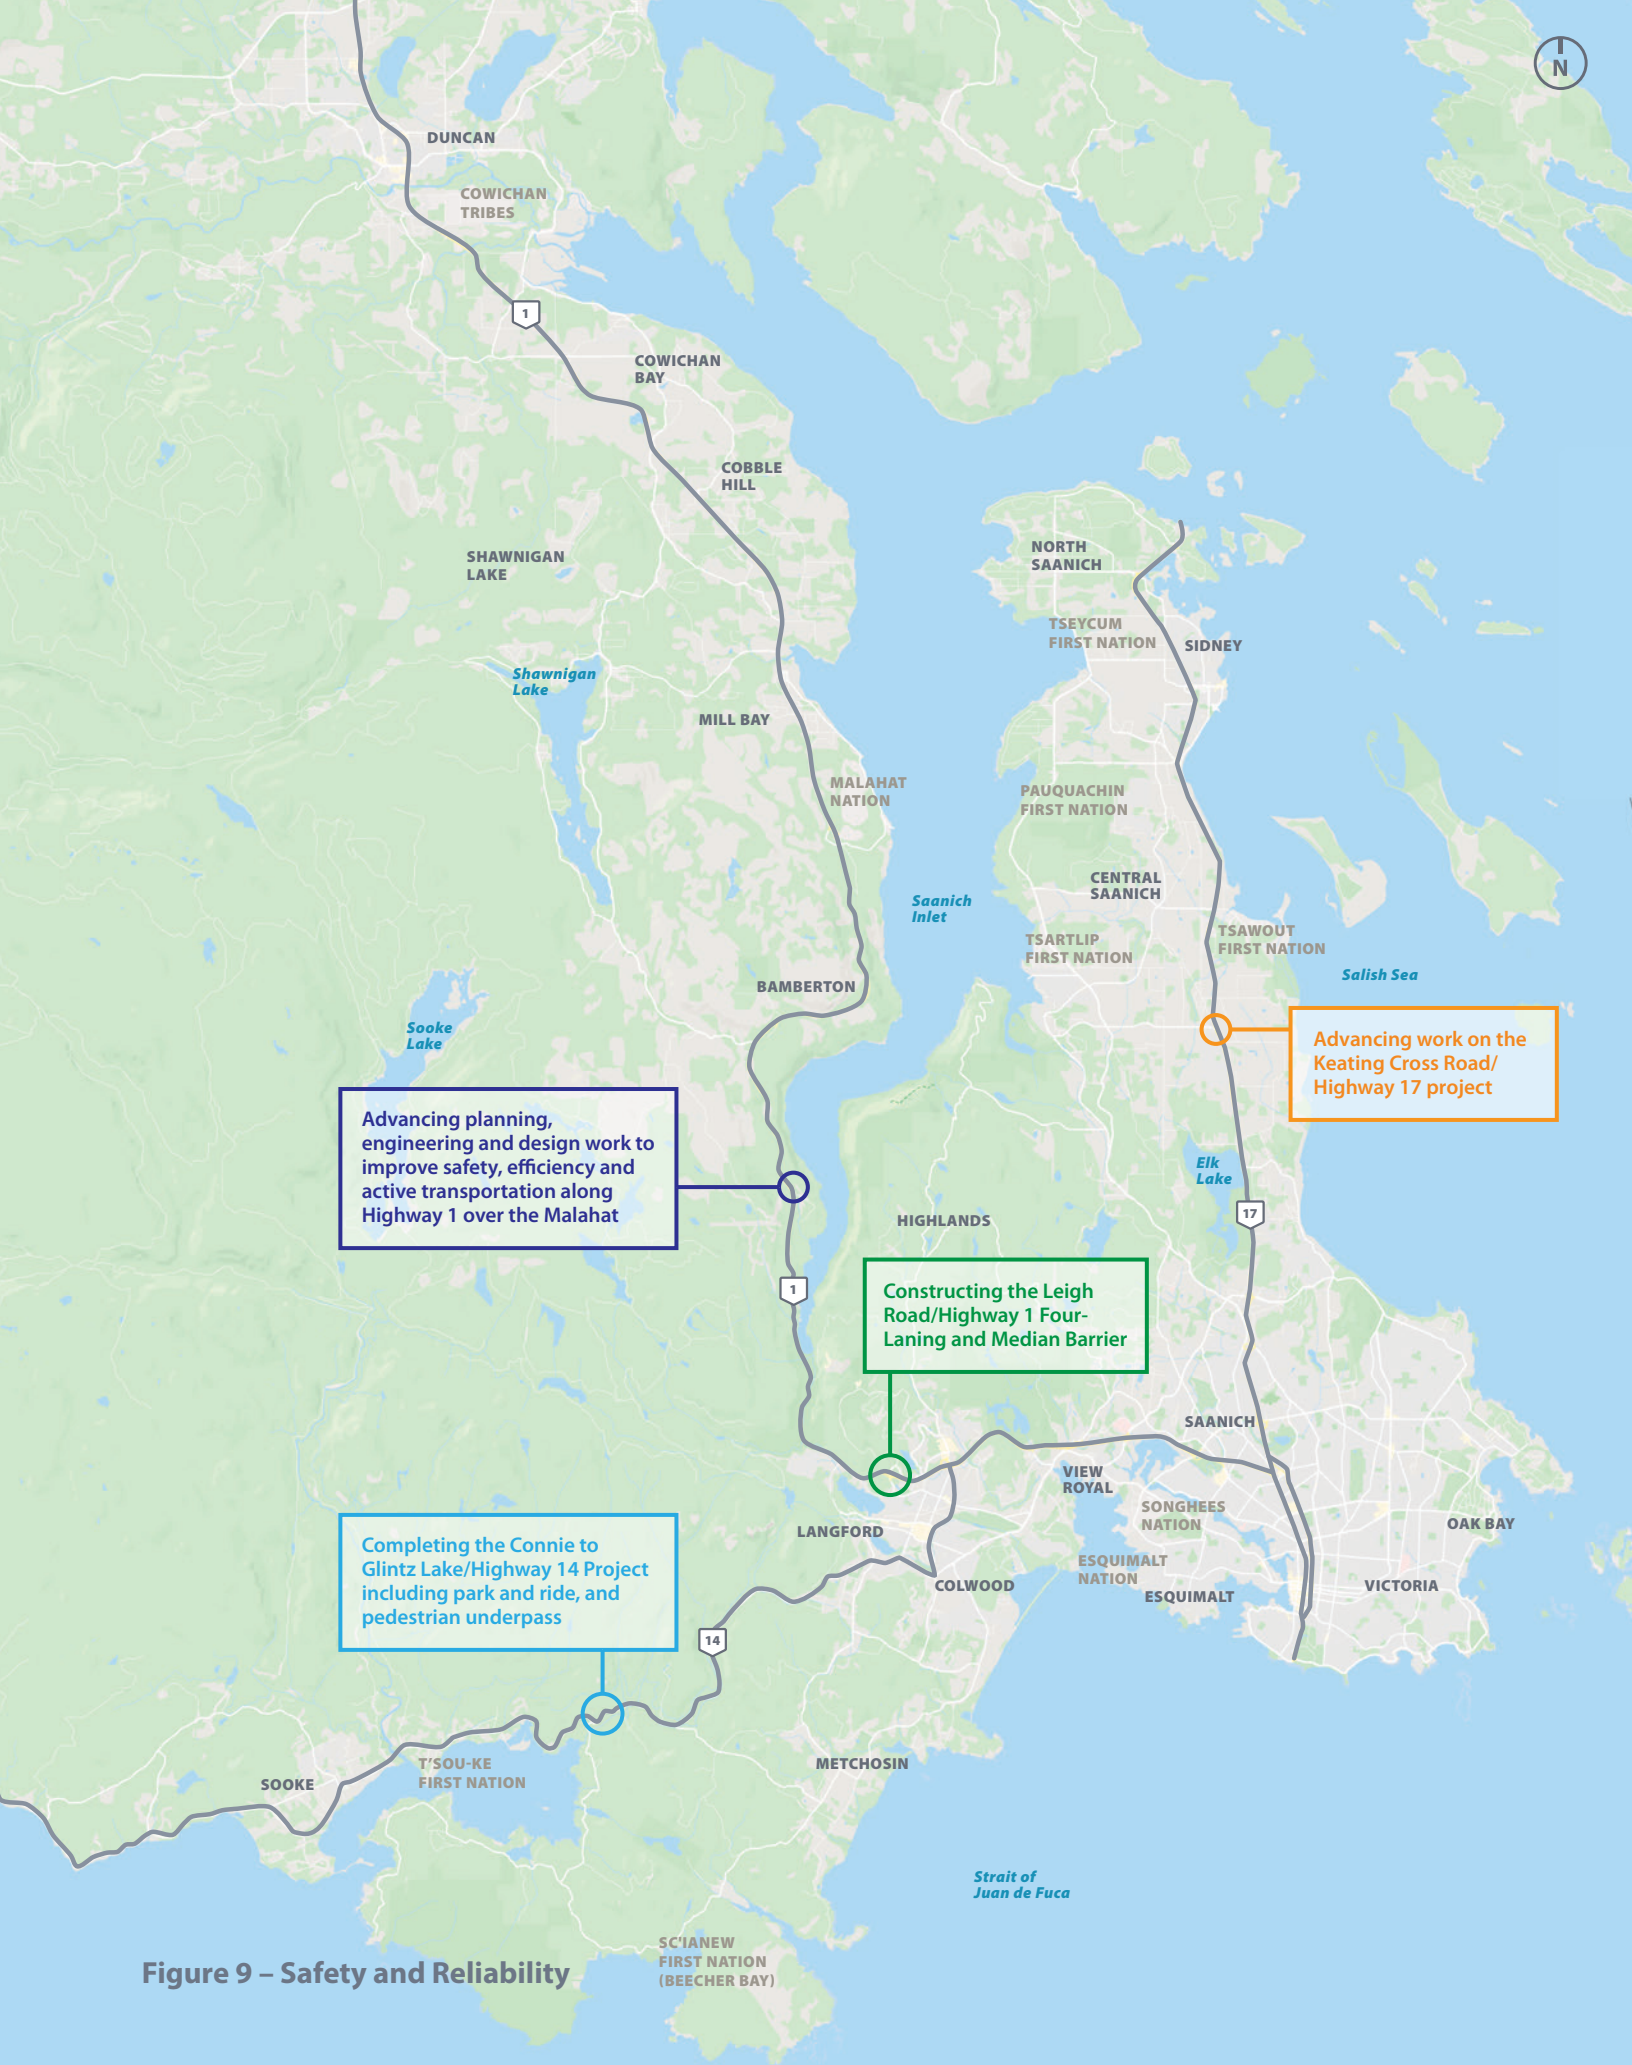 N
DUNCAN
COWICHAN
TRIBES
1
COWICHAN
BAY
COBBLE
HILL
SHAWNIGAN
LAKE
NORTH
SAANICH
TSEYCUM
FIRST NATION
SIDNEY
Shawnigan
Lake
MILL BAY
MALAHAT
NATION
PAUQUACHIN
FIRST NATION
CENTRAL
SAANICH
Saanich
Inlet
TSARTLIP
FIRST NATION
TSAWOUT
FIRST NATION
Salish Sea
BAMBERTON
Sooke
Lake
Advancing work on the
Keating Cross Road/
Highway 17 project
Advancing planning,
engineering and design work to
improve safety, efficiency and
active transportation along
Highway 1 over the Malahat
Elk
Lake
17
HIGHLANDS
1
Constructing the Leigh
Road/Highway 1 Four-
Laning and Median Barrier
SAANICH
VIEW
ROYAL
SONGHEES
NATION
OAK BAY
LANGFORD
Completing the Connie to
Glintz Lake/Highway 14 Project
including park and ride, and
pedestrian underpass
ESQUIMALT
NATION
COLWOOD
ESQUIMALT
VICTORIA
14
T'SOU-KE
FIRST NATION
SOOKE
METCHOSIN
Strait of
Juan de Fuca
SC'IANEW
FIRST NATION
(BEECHER BAY)
Figure 9 – Safety and Reliability